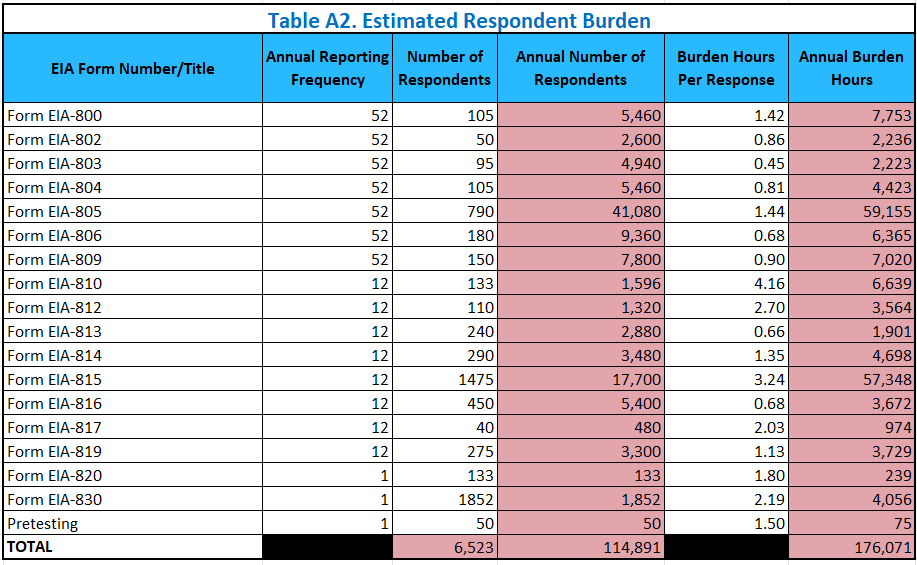 Table A2. Estimated Respondent Burden
EIA Form Number/Title Annual Reporting Frequency Number of Respondents Annual Number of Respondents Burden Hours Per Response Annual Burden Hours
Form EIA-800 52 105 5,460 1.42 7,753
Form EIA-802 52 50 2,600 0.86 2,236
Form EIA-803 52 95 4,940 0.45 2,223
Form EIA-804 52 105 5,460 0.81 4,423
Form EIA-805 52 790 41,080 1.44 59,155
Form EIA-806 52 180 9,360 0.68 6,365
Form EIA-809 52 150 7,800 0.90 7,020
Form EIA-810 12 133 1,596 4.16 6,639
Form EIA-812 12 110 1,320 2.70 3,564
Form EIA-813 12 240 2,880 0.66 1,901
Form EIA-814 12 290 3,480 1.35 4,698
Form EIA-815 12 1475 17,700 3.24 57,348
Form EIA-816 12 450 5,400 0.68 3,672
Form EIA-817 12 40 480 2.03 974
Form EIA-819 12 275 3,300 1.13 3,729
Form EIA-820 1 133 133 1.80 239
Form EIA-830 1 1852 1,852 2.19 4,056
Pretesting 1 50 50 1.50 75
TOTAL 6,523 114,891 176,071